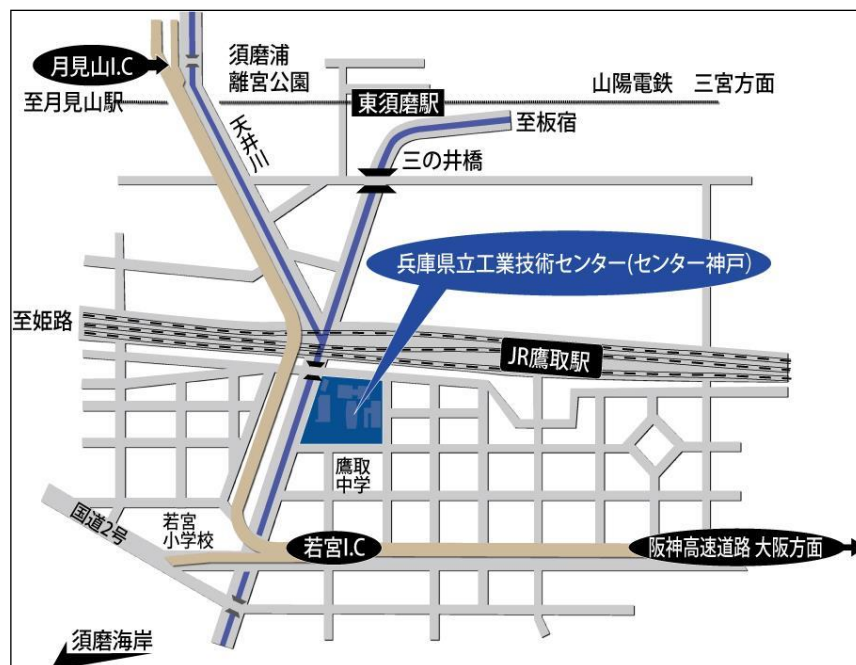 月見山I.C
須磨浦
離宮公園
山陽電鉄 三宮方面
至月見山駅
東須磨駅
至板宿
天井川
三の井橋
兵庫県立工業技術センター(センター神戸)
至姫路
JR鷹取駅
鷹取
中学
国道2号
若宮
小学校
若宮I.C
阪神高速道路 大阪方面
須磨海岸